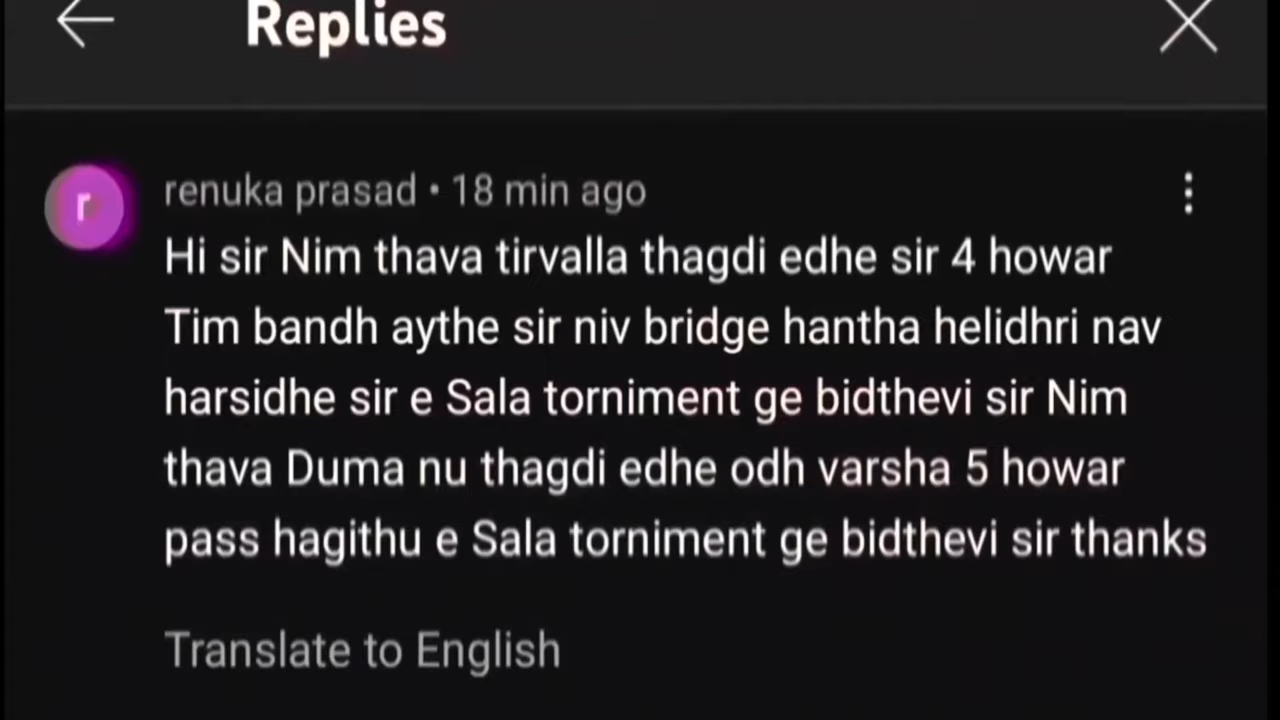 Replies
r
renuka prasad • 18 min ago
Hi sir Nim thava tirvalla thagdi edhe sir 4 howar
Tim bandh aythe sir niv bridge hantha helidhri nav
harsidhe sir e Sala torniment ge bidthevi sir Nim
thava Duma nu thagdi edhe odh varsha 5 howar
pass hagithu e Sala torniment ge bidthevi sir thanks
Translate to English